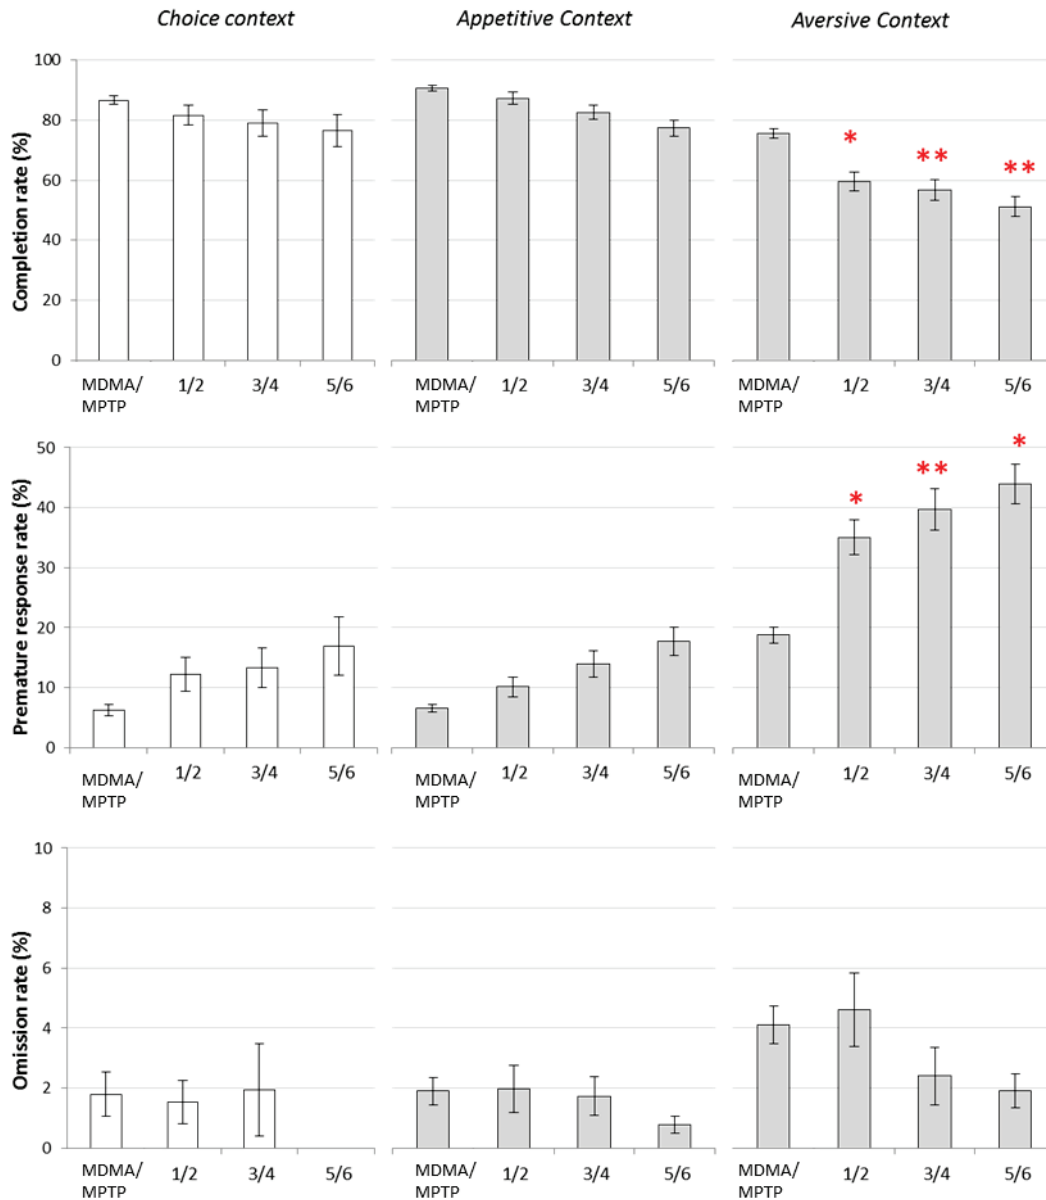 Choice context Appetitive Context Aversive Context
Completion rate (%)
100
80
60
40
20
0
* ** **
MDMA/ MPTP 1/2 3/4 5/6 MDMA/ MPTP 1/2 3/4 5/6 MDMA/ MPTP 1/2 3/4 5/6
Premature response rate (%)
50
40
30
20
10
0
* ** *
MDMA/ MPTP 1/2 3/4 5/6 MDMA/ MPTP 1/2 3/4 5/6 MDMA/ MPTP 1/2 3/4 5/6
Omission rate (%)
10
8
6
4
2
0
MDMA/ MPTP 1/2 3/4 5/6 MDMA/ MPTP 1/2 3/4 5/6 MDMA/ MPTP 1/2 3/4 5/6